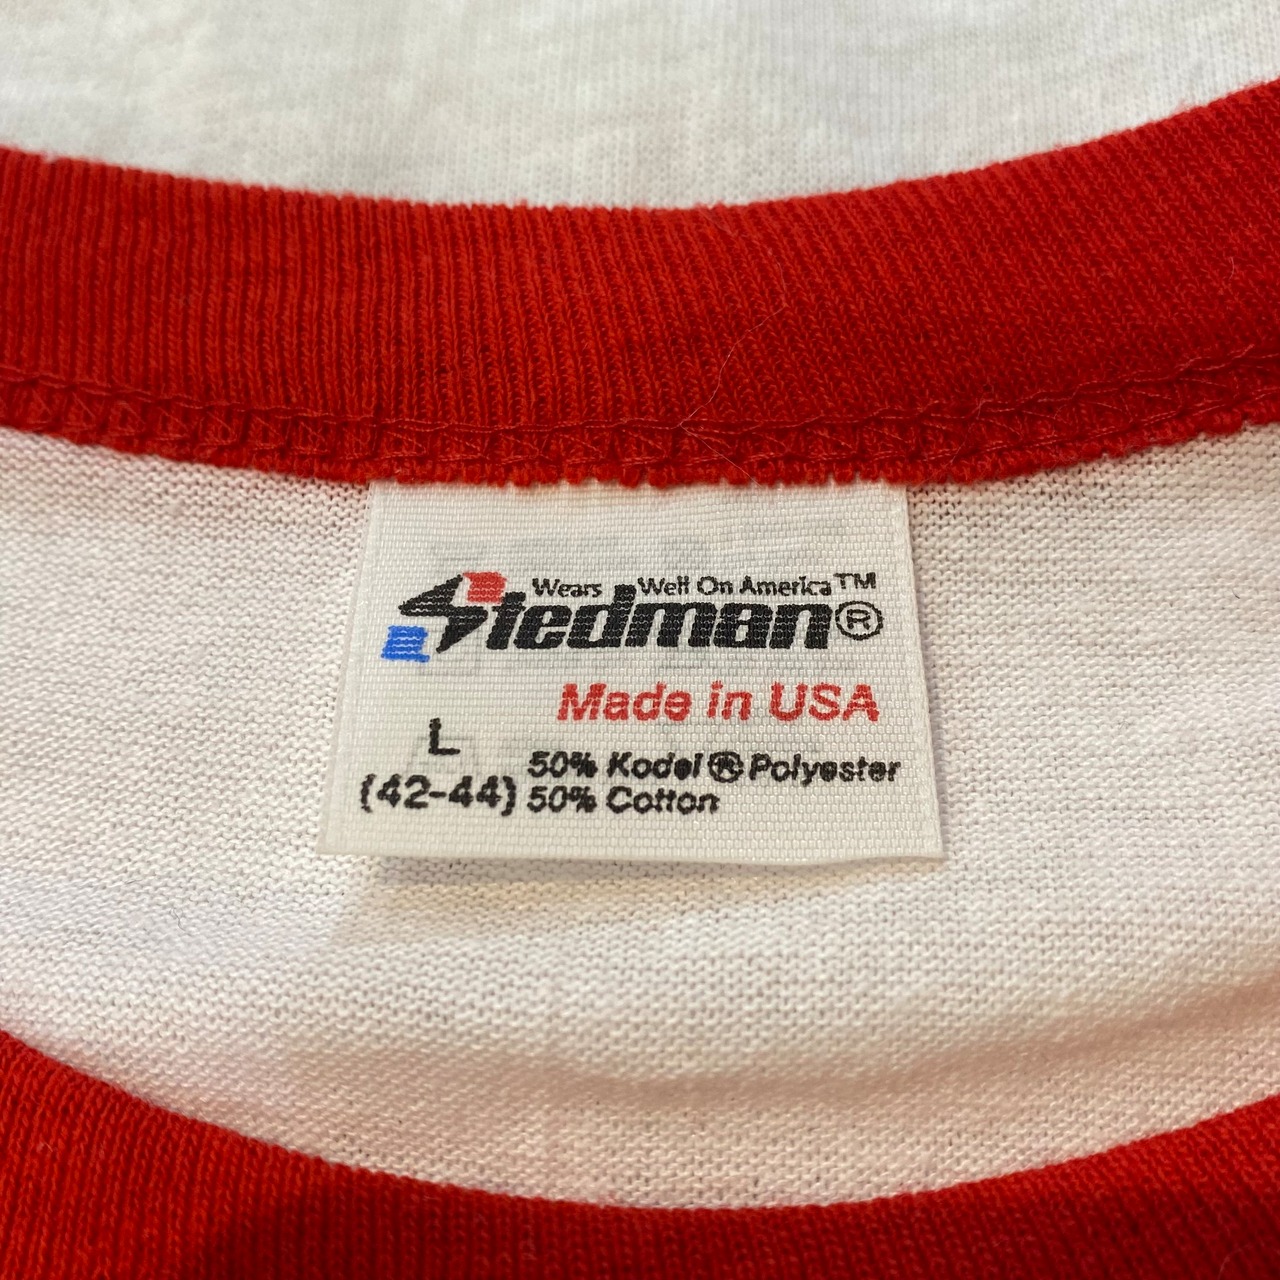 Wears Well On America™
Stedman®
Made in USA
L
(42-44)
50% Kodel® Polyester
50% Cotton